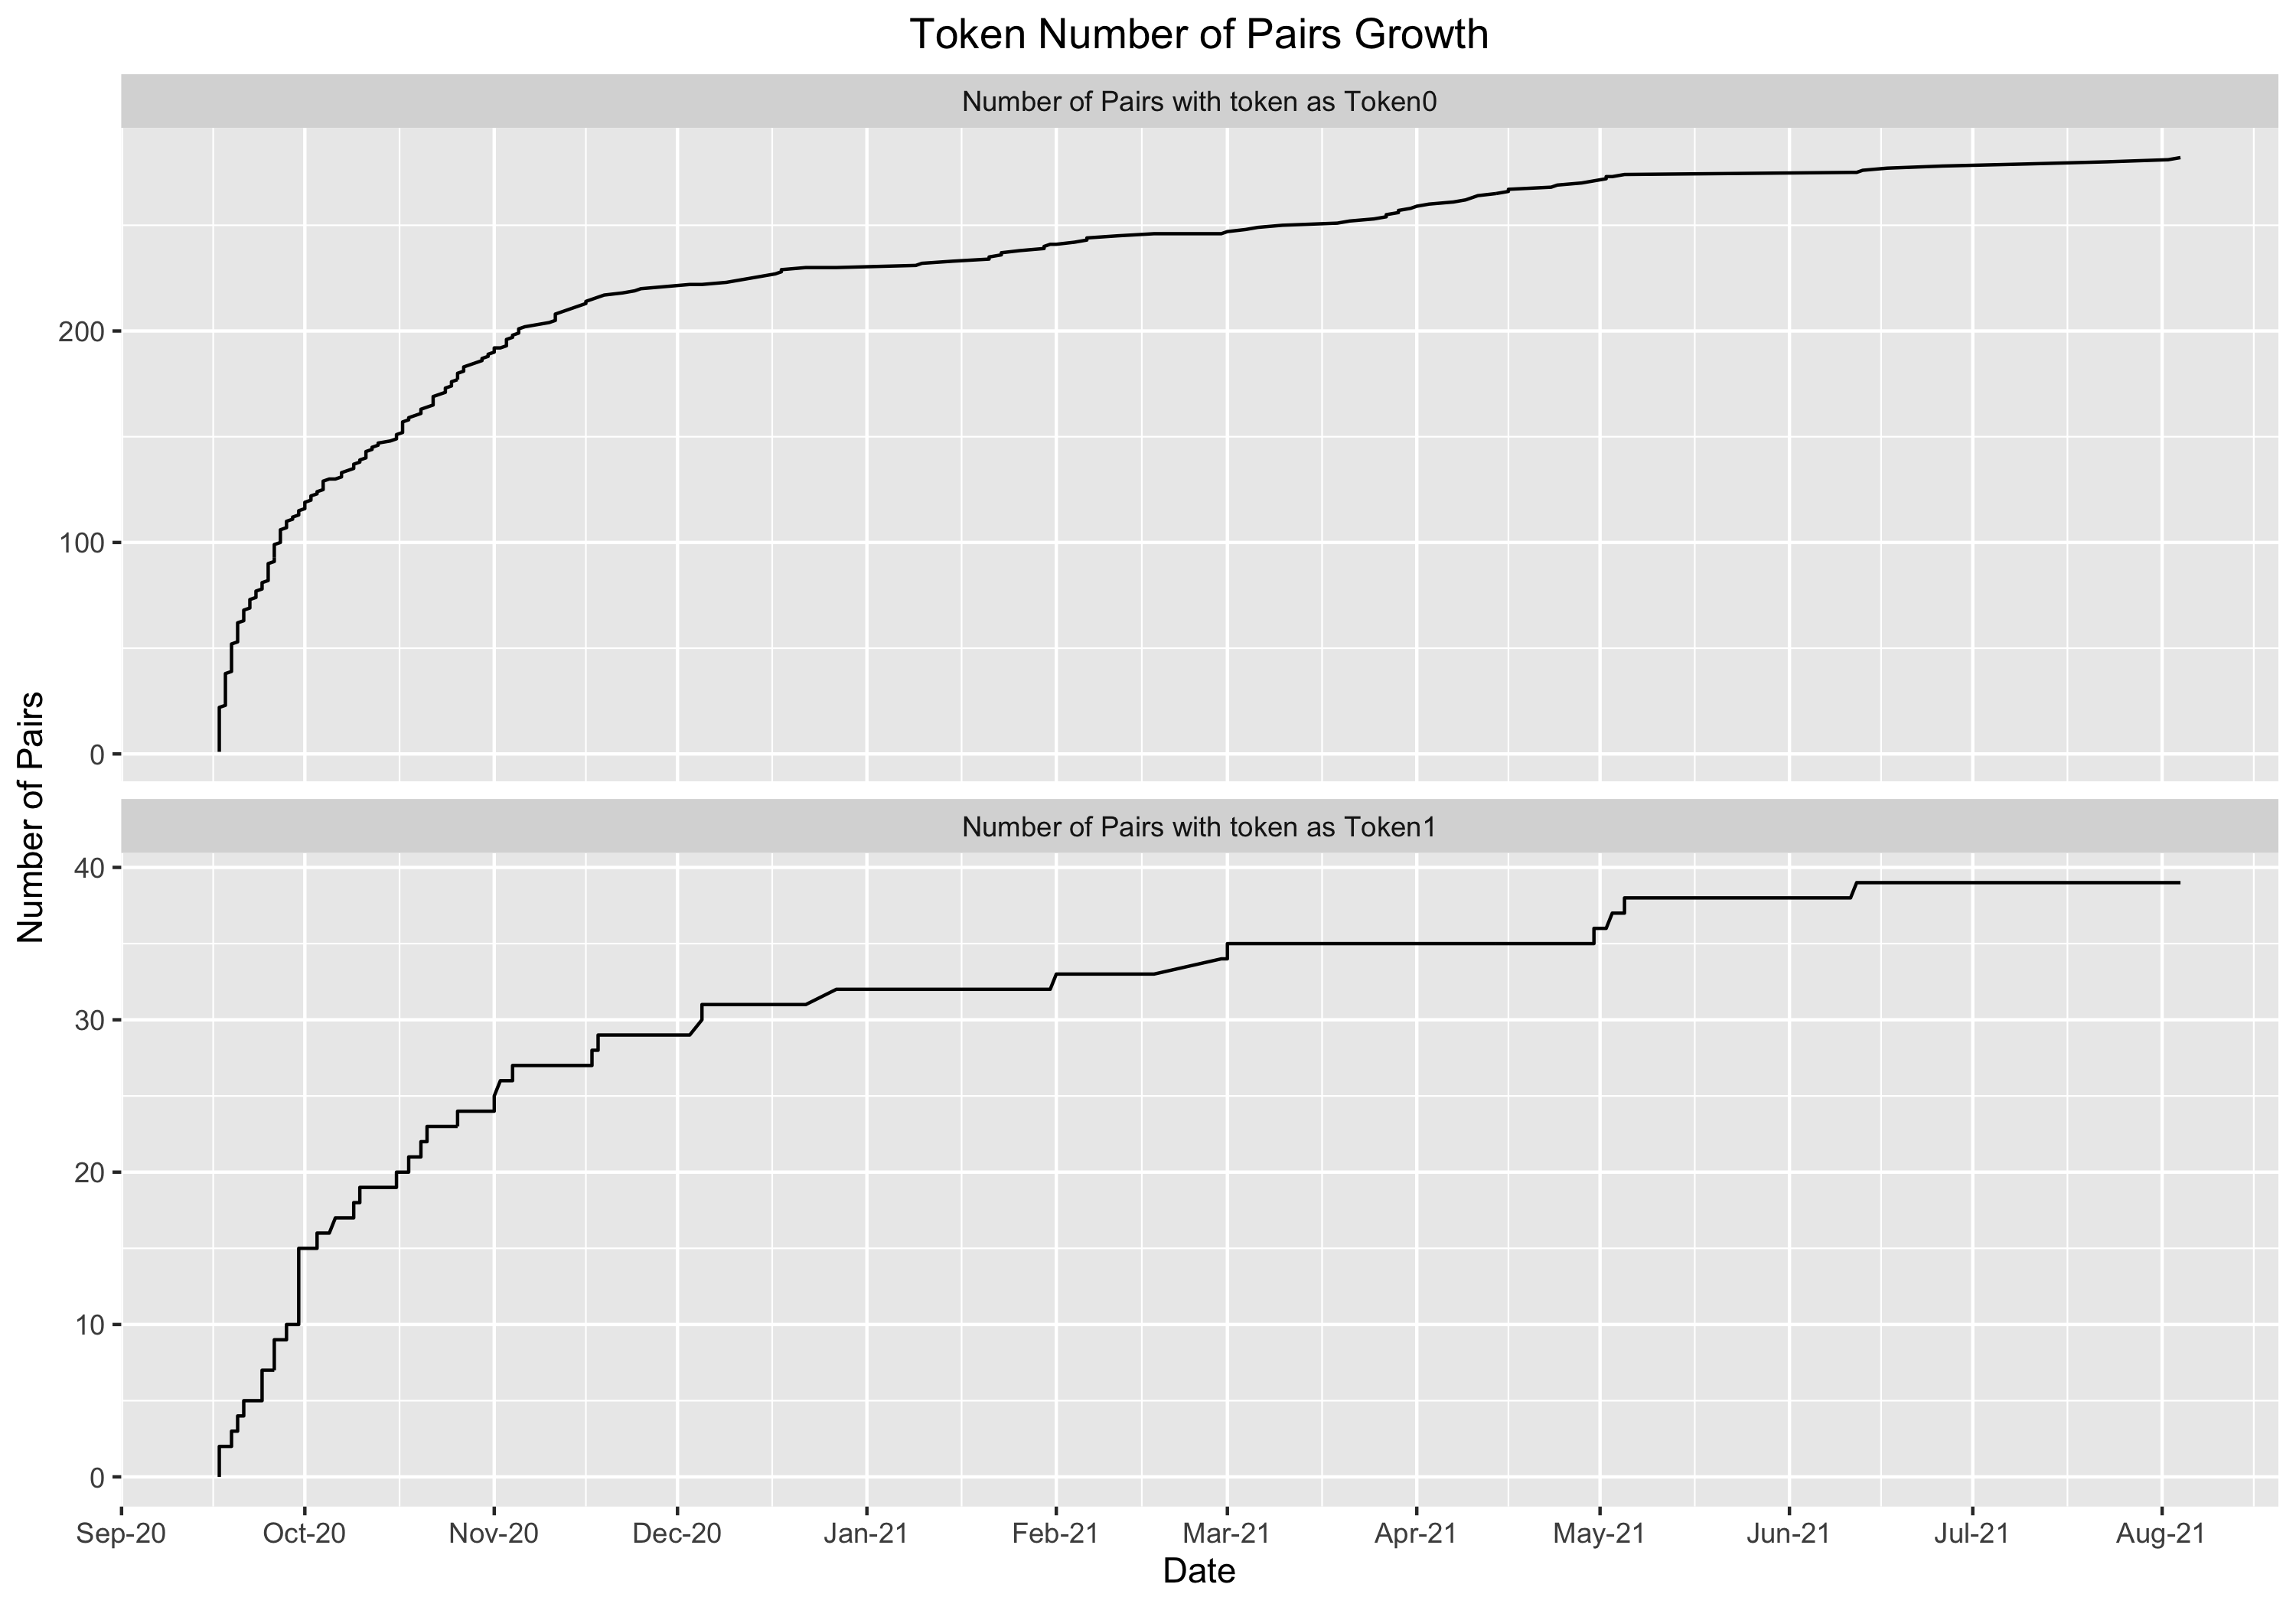 Token Number of Pairs Growth
Number of Pairs with token as Token0
200
100
0
Number of Pairs
Number of Pairs with token as Token1
40
30
20
10
0
Sep-20 Oct-20 Nov-20 Dec-20 Jan-21 Feb-21 Mar-21 Apr-21 May-21 Jun-21 Jul-21 Aug-21
Date